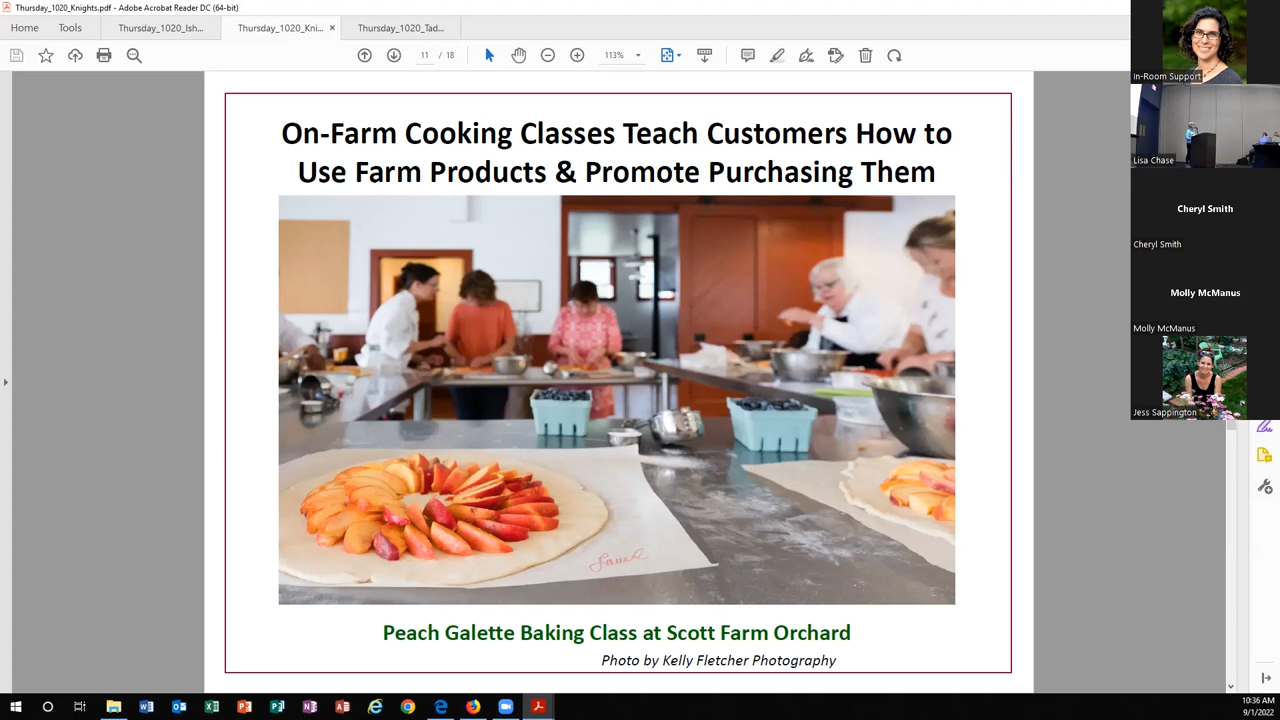 Thursday_1020_Knights.pdf - Adobe Acrobat Reader DC (64-bit)
Home
Tools
Thursday_1020_Ish...
Thursday_1020_Kni...
Thursday_1020_Tad...
11 / 18
113%
On-Farm Cooking Classes Teach Customers How to
Use Farm Products & Promote Purchasing Them
Peach Galette Baking Class at Scott Farm Orchard
Photo by Kelly Fletcher Photography
In-Room Support
Lisa Chase
Cheryl Smith
Cheryl Smith
Molly McManus
Molly McManus
Jess Sappington
10:36 AM
9/1/2022